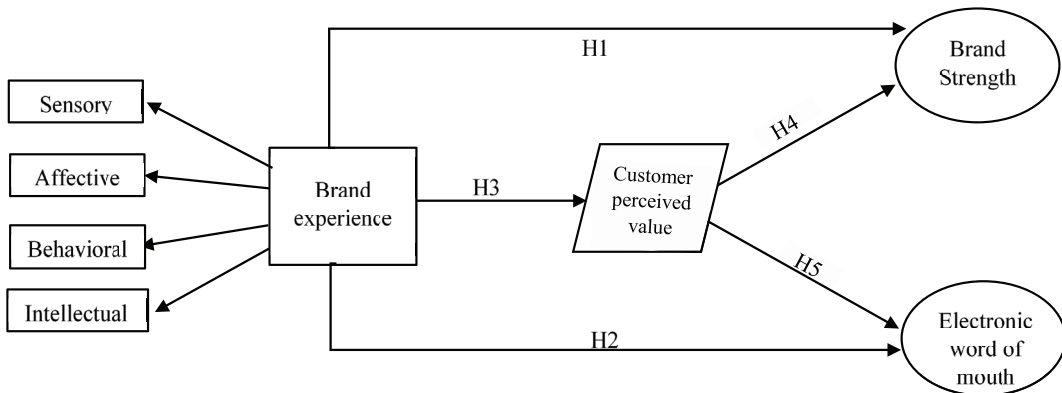 H1
Brand
Strength
Sensory
Affective
Behavioral
Intellectual
Brand
experience
H3
Customer
perceived
value
H4
H5
H2
Electronic
word of
mouth